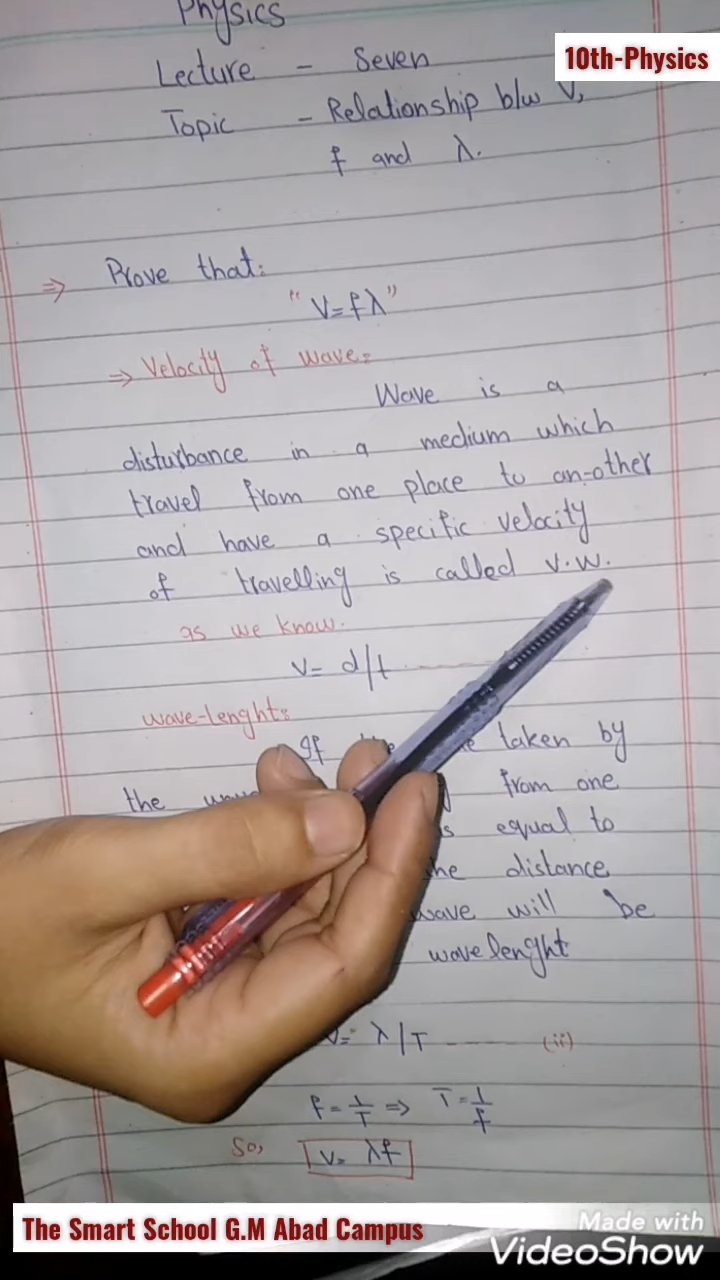 Physics
10th-Physics
Lecture - Seven
Topic - Relationship b/w V,
f and λ.
⇒ Prove that:
"V=fλ"
⇒ Velocity of wave:
Wave is a
disturbance in a medium which
travel from one place to an-other
and have a specific velocity
of travelling is called v.w.
as we know.
v= d/t
wave-lenght:
If taken by
the from one
equal to
distance
wave will be
wavelenght
V= λ/T (ii)
f=1/T ⇒ T=1/f
So, v= λf
The Smart School G.M Abad Campus
Made with
VideoShow